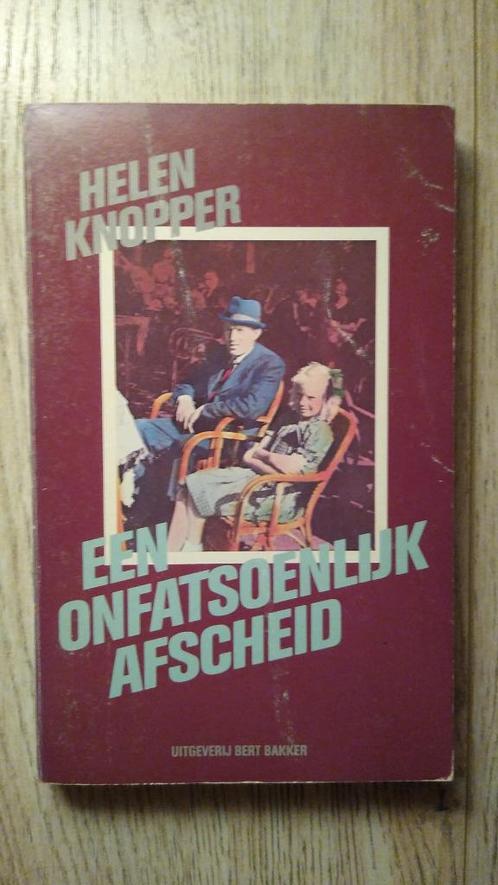 HELEN
KNOPPER
EEN
ONFATSOENLIJK
AFSCHEID
UITGEVERIJ BERT BAKKER